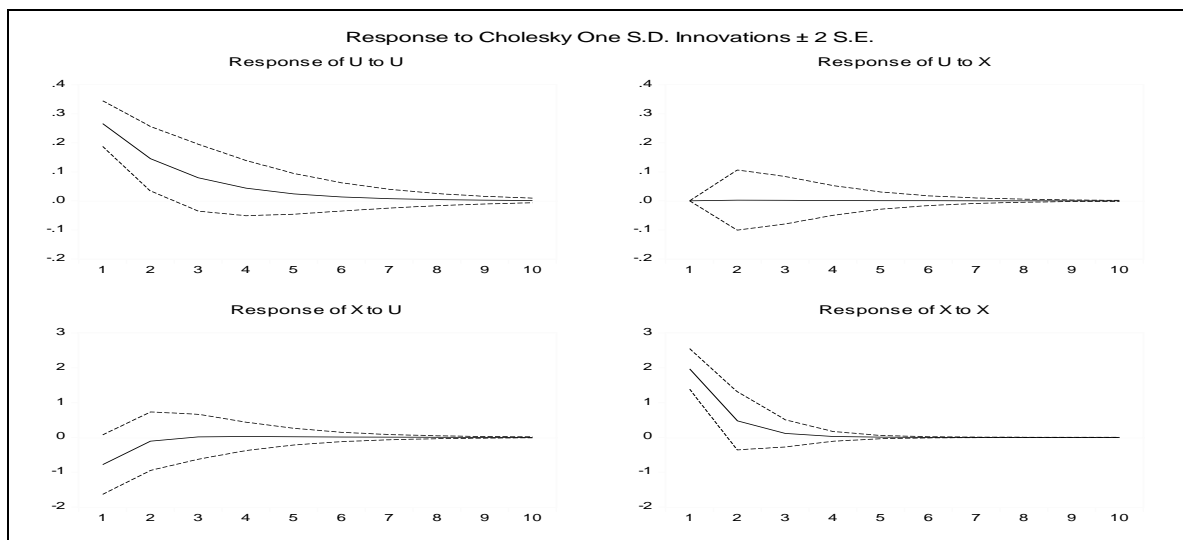 Response to Cholesky One S.D. Innovations ± 2 S.E.
Response of U to U
.4
.3
.2
.1
.0
-.1
-.2
1 2 3 4 5 6 7 8 9 10
Response of U to X
.4
.3
.2
.1
.0
-.1
-.2
1 2 3 4 5 6 7 8 9 10
Response of X to U
3
2
1
0
-1
-2
1 2 3 4 5 6 7 8 9 10
Response of X to X
3
2
1
0
-1
-2
1 2 3 4 5 6 7 8 9 10